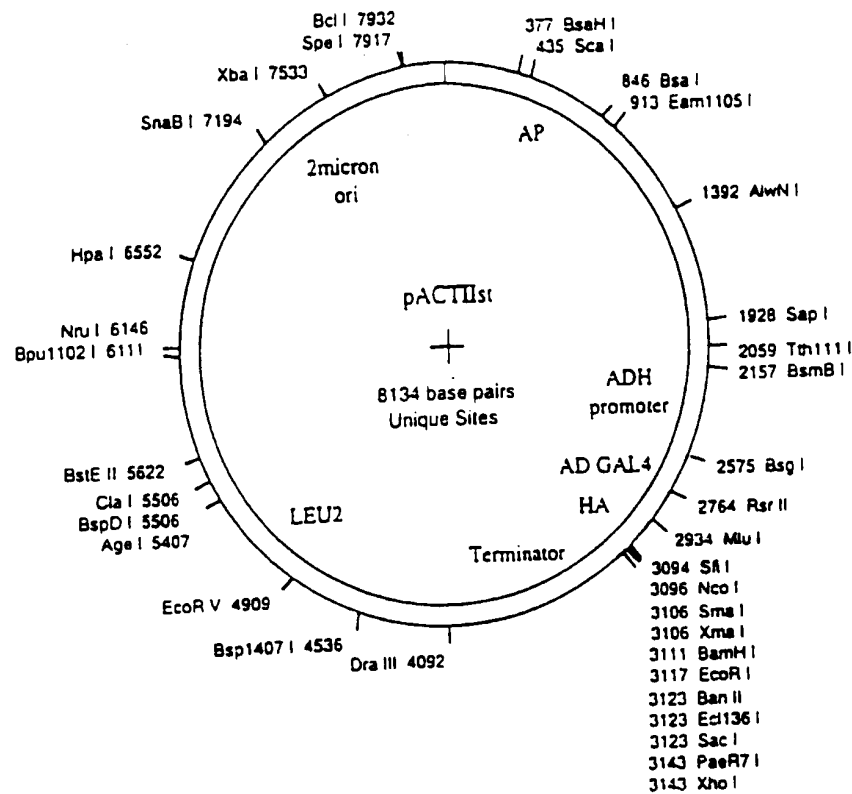 Bcl I 7932
Spe I 7917
Xba I 7533
SnaB I 7194
Hpa I 6552
Nru I 6146
Bpu1102 I 6111
BstE II 5622
Cla I 5506
BspD I 5506
Age I 5407
EcoR V 4909
Bsp1407 I 4536
Dra III 4092
377 BsaH I
435 Sca I
846 Bsa I
913 Eam1105 I
1392 AlwN I
1928 Sap I
2059 Tth111 I
2157 BsmB I
2575 Bsg I
2764 Rsr II
2934 Mlu I
3094 Sfi I
3096 Nco I
3106 Sma I
3106 Xma I
3111 BamH I
3117 EcoR I
3123 Ban II
3123 Ecl136 I
3123 Sac I
3143 PaeR7 I
3143 Xho I
AP
2micron
ori
pACTIIst
8134 base pairs
Unique Sites
ADH
promoter
AD GAL4
HA
Terminator
LEU2